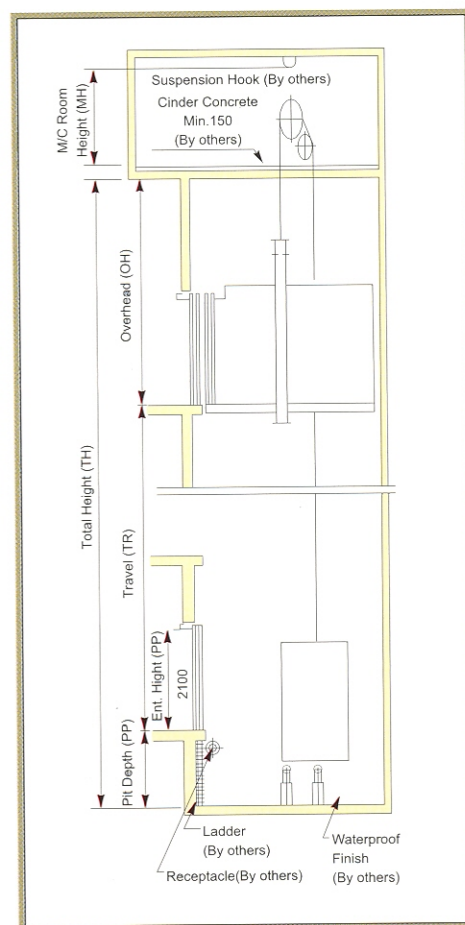 M/C Room
Height (MH)
Suspension Hook (By others)
Cinder Concrete
Min.150
(By others)
Overhead (OH)
Total Height (TH)
Travel (TR)
Ent. Hight (PP)
2100
Pit Depth (PP)
Ladder
(By others)
Receptacle(By others)
Waterproof
Finish
(By others)